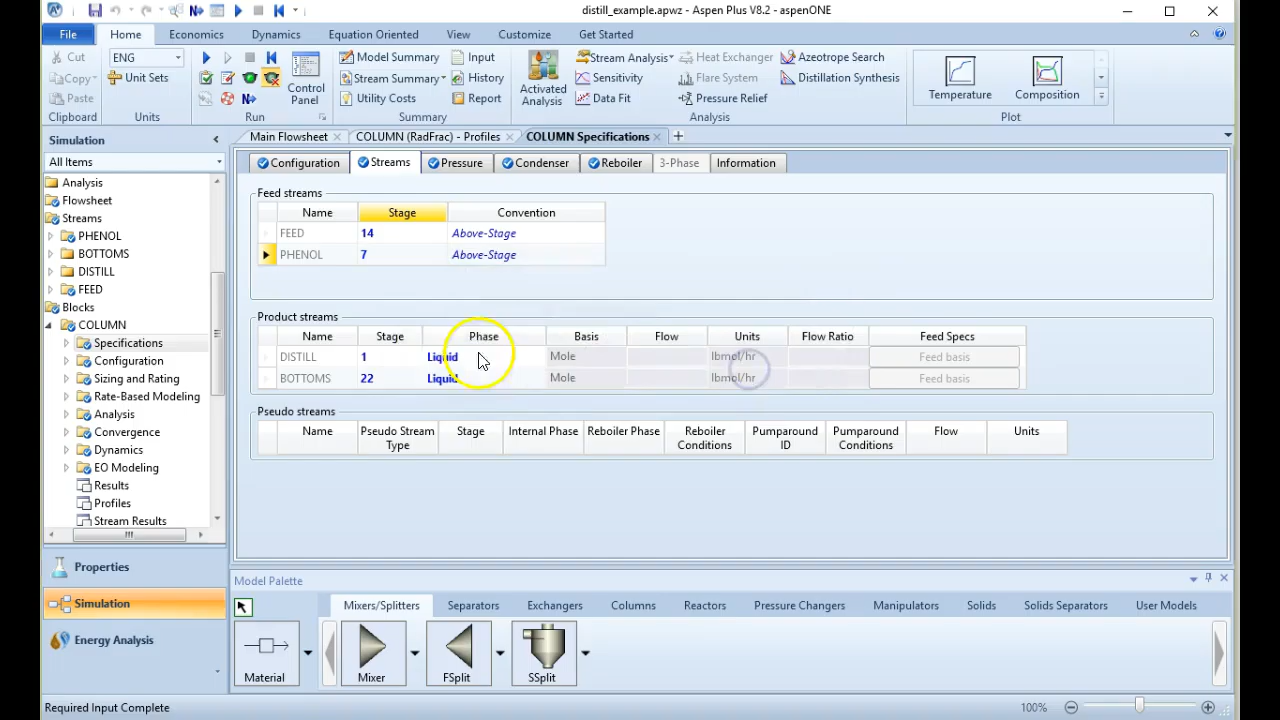 distill_example.apwz - Aspen Plus V8.2 - aspenONE
File Home Economics Dynamics Equation Oriented View Customize Get Started
Cut ENG Model Summary Input Stream Analysis Heat Exchanger Azeotrope Search
Copy Unit Sets Stream Summary History Sensitivity Flare System Distillation Synthesis
Paste Control Panel Utility Costs Report Activated Analysis Data Fit Pressure Relief Temperature Composition
Clipboard Units Run Summary Analysis Plot
Simulation Main Flowsheet COLUMN (RadFrac) - Profiles COLUMN Specifications
All Items
Configuration Streams Pressure Condenser Reboiler 3-Phase Information
Analysis
Flowsheet
Streams
PHENOL
BOTTOMS
DISTILL
FEED
Blocks
COLUMN
Specifications
Configuration
Sizing and Rating
Rate-Based Modeling
Analysis
Convergence
Dynamics
EO Modeling
Results
Profiles
Stream Results
Properties
Simulation
Energy Analysis
Feed streams
Name Stage Convention
FEED 14 Above-Stage
PHENOL 7 Above-Stage
Product streams
Name Stage Phase Basis Flow Units Flow Ratio Feed Specs
DISTILL 1 Liquid Mole lbmol/hr Feed basis
BOTTOMS 22 Liquid Mole lbmol/hr Feed basis
Pseudo streams
Name Pseudo Stream Type Stage Internal Phase Reboiler Phase Reboiler Conditions Pumparound ID Pumparound Conditions Flow Units
Model Palette
Mixers/Splitters Separators Exchangers Columns Reactors Pressure Changers Manipulators Solids Solids Separators User Models
Material Mixer FSplit SSplit
Required Input Complete 100%